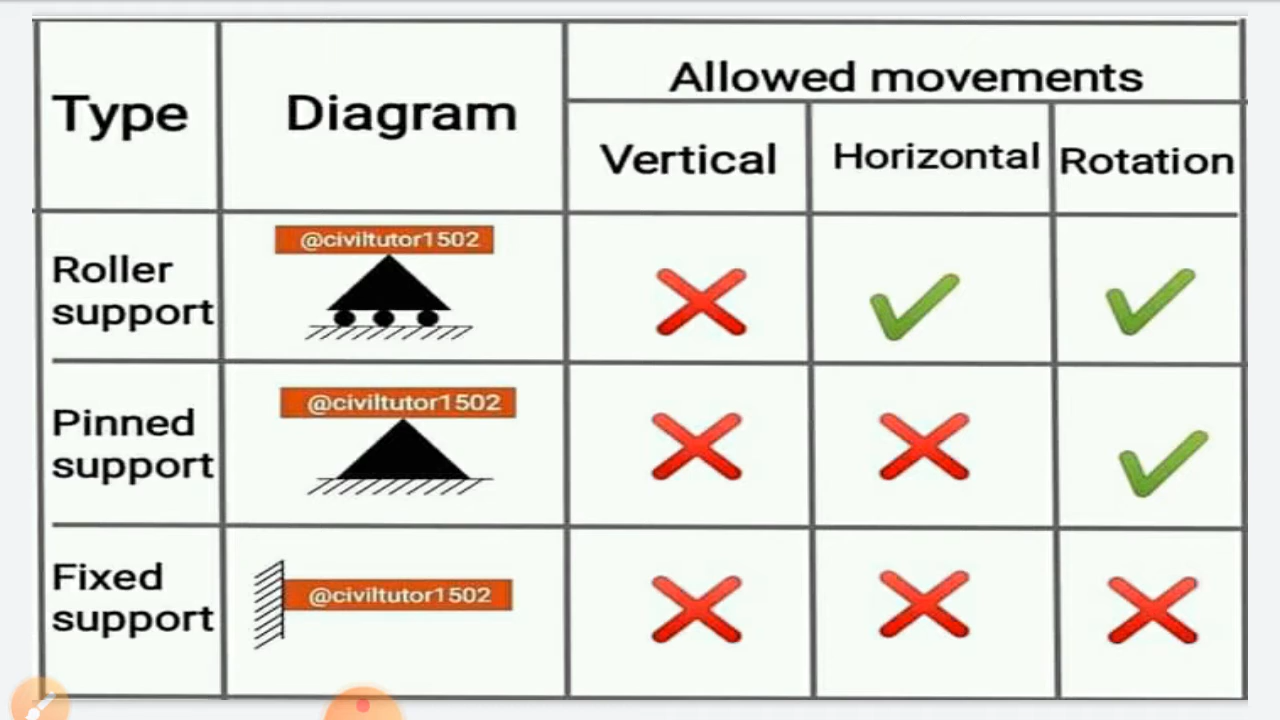 Type
Diagram
Allowed movements
Vertical
Horizontal
Rotation
Roller
support
@civiltutor1502
Pinned
support
@civiltutor1502
Fixed
support
@civiltutor1502